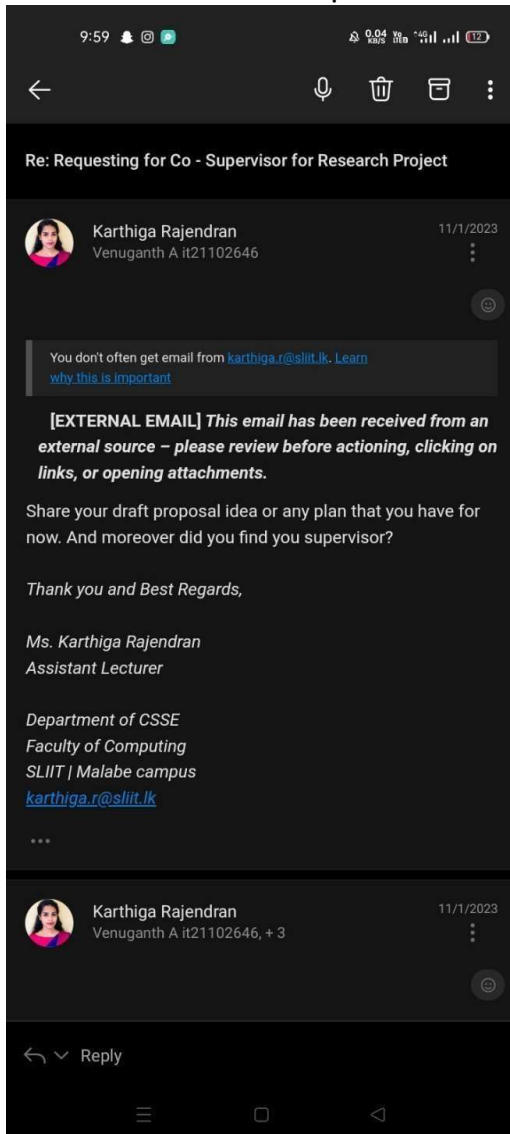 9:59
0.04 KB/S Vo LTED 4G 12
Re: Requesting for Co - Supervisor for Research Project
Karthiga Rajendran 11/1/2023
Venuganth A it21102646
You don't often get email from karthiga.r@sliit.lk. Learn
why this is important
[EXTERNAL EMAIL] This email has been received from an
external source – please review before actioning, clicking on
links, or opening attachments.
Share your draft proposal idea or any plan that you have for
now. And moreover did you find you supervisor?
Thank you and Best Regards,
Ms. Karthiga Rajendran
Assistant Lecturer
Department of CSSE
Faculty of Computing
SLIIT | Malabe campus
karthiga.r@sliit.lk
Karthiga Rajendran 11/1/2023
Venuganth A it21102646, + 3
Reply